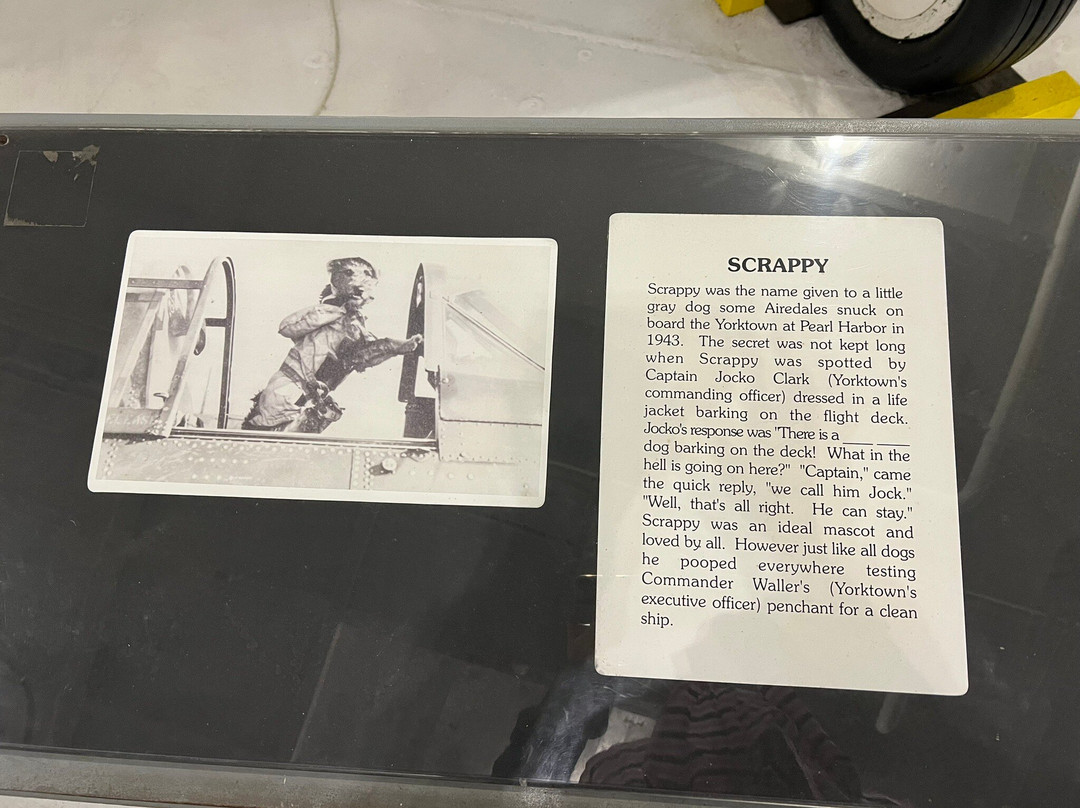 SCRAPPY
Scrappy was the name given to a little
gray dog some Airedales snuck on
board the Yorktown at Pearl Harbor in
1943. The secret was not kept long
when Scrappy was spotted by
Captain Jocko Clark (Yorktown's
commanding officer) dressed in a life
jacket barking on the flight deck.
Jocko's response was "There is a ____ ____
dog barking on the deck! What in the
hell is going on here?" "Captain," came
the quick reply, "we call him Jock."
"Well, that's all right. He can stay."
Scrappy was an ideal mascot and
loved by all. However just like all dogs
he pooped everywhere testing
Commander Waller's (Yorktown's
executive officer) penchant for a clean
ship.